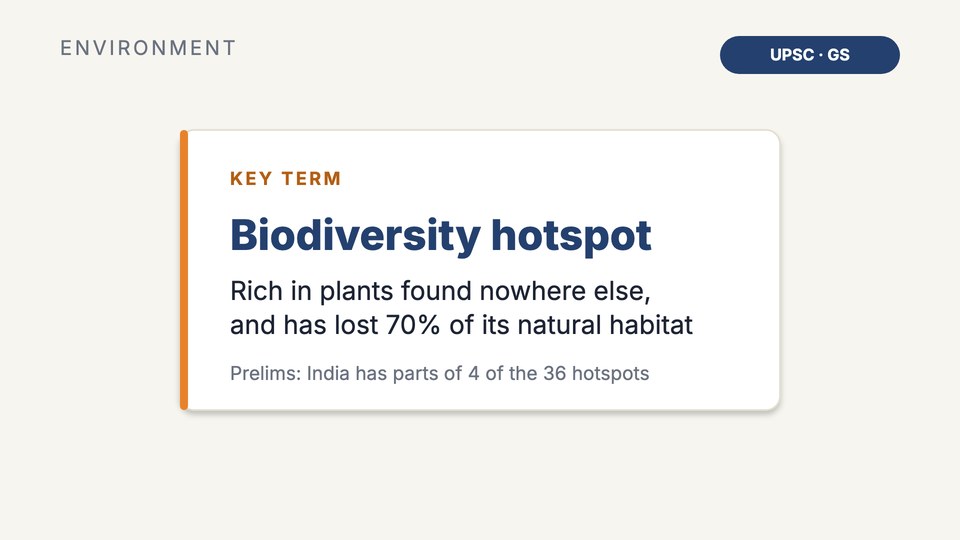 ENVIRONMENT
UPSC · GS
KEY TERM
Biodiversity hotspot
Rich in plants found nowhere else,
and has lost 70% of its natural habitat
Prelims: India has parts of 4 of the 36 hotspots